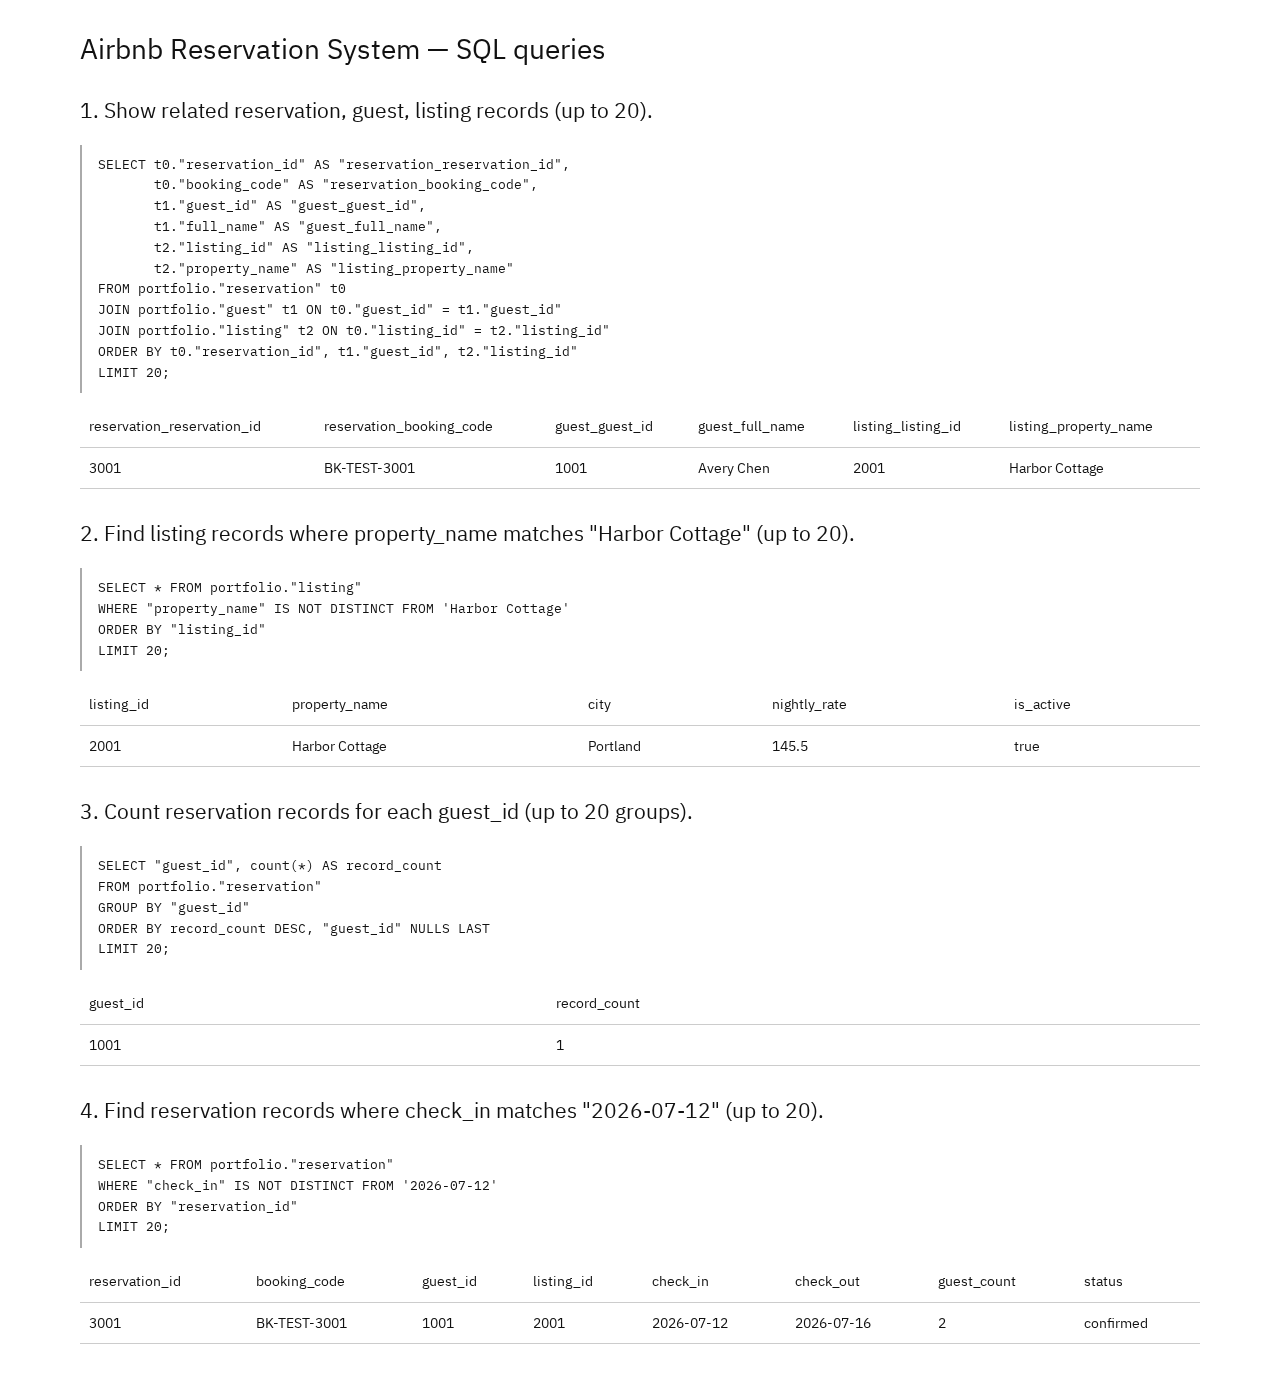 Airbnb Reservation System — SQL queries
1. Show related reservation, guest, listing records (up to 20).
SELECT t0."reservation_id" AS "reservation_reservation_id",
t0."booking_code" AS "reservation_booking_code",
t1."guest_id" AS "guest_guest_id",
t1."full_name" AS "guest_full_name",
t2."listing_id" AS "listing_listing_id",
t2."property_name" AS "listing_property_name"
FROM portfolio."reservation" t0
JOIN portfolio."guest" t1 ON t0."guest_id" = t1."guest_id"
JOIN portfolio."listing" t2 ON t0."listing_id" = t2."listing_id"
ORDER BY t0."reservation_id", t1."guest_id", t2."listing_id"
LIMIT 20;
reservation_reservation_id reservation_booking_code guest_guest_id guest_full_name listing_listing_id listing_property_name
3001 BK-TEST-3001 1001 Avery Chen 2001 Harbor Cottage
2. Find listing records where property_name matches "Harbor Cottage" (up to 20).
SELECT * FROM portfolio."listing"
WHERE "property_name" IS NOT DISTINCT FROM 'Harbor Cottage'
ORDER BY "listing_id"
LIMIT 20;
listing_id property_name city nightly_rate is_active
2001 Harbor Cottage Portland 145.5 true
3. Count reservation records for each guest_id (up to 20 groups).
SELECT "guest_id", count(*) AS record_count
FROM portfolio."reservation"
GROUP BY "guest_id"
ORDER BY record_count DESC, "guest_id" NULLS LAST
LIMIT 20;
guest_id record_count
1001 1
4. Find reservation records where check_in matches "2026-07-12" (up to 20).
SELECT * FROM portfolio."reservation"
WHERE "check_in" IS NOT DISTINCT FROM '2026-07-12'
ORDER BY "reservation_id"
LIMIT 20;
reservation_id booking_code guest_id listing_id check_in check_out guest_count status
3001 BK-TEST-3001 1001 2001 2026-07-12 2026-07-16 2 confirmed